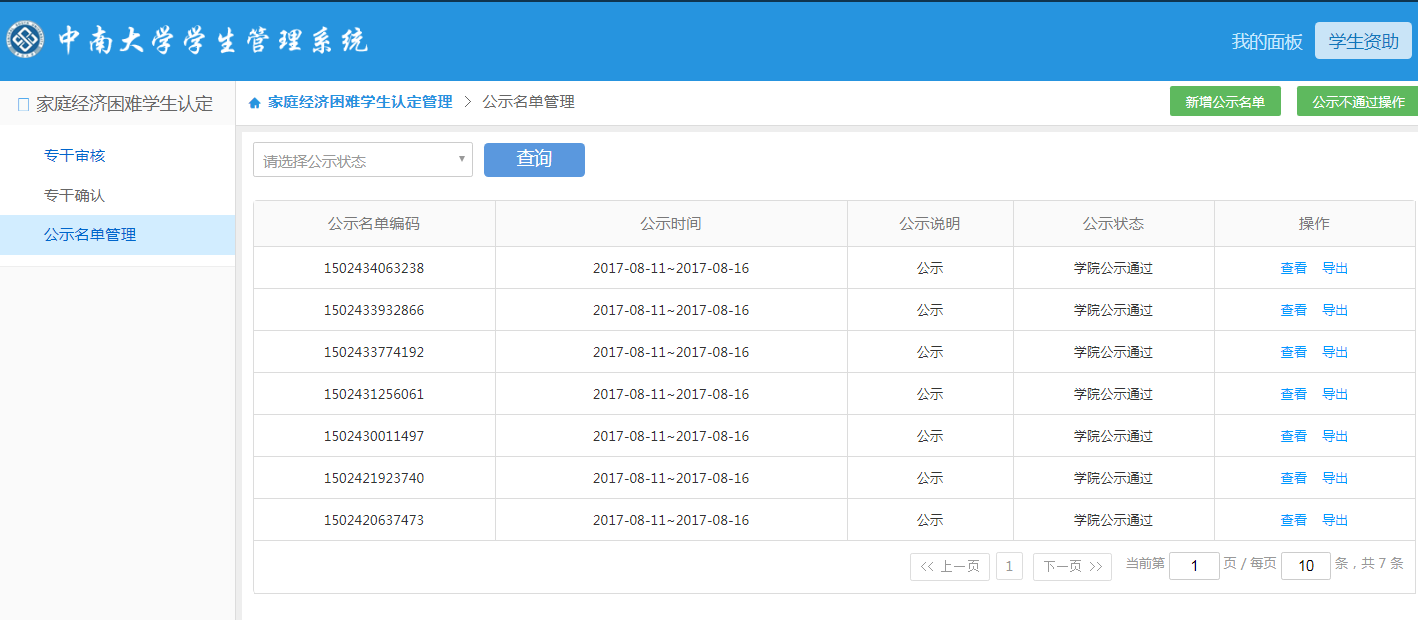 中南大学学生管理系统
我的面板 学生资助
家庭经济困难学生认定
专干审核
专干确认
公示名单管理
家庭经济困难学生认定管理 > 公示名单管理
新增公示名单 公示不通过操作
请选择公示状态 查询
公示名单编码 公示时间 公示说明 公示状态 操作
1502434063238 2017-08-11~2017-08-16 公示 学院公示通过 查看 导出
1502433932866 2017-08-11~2017-08-16 公示 学院公示通过 查看 导出
1502433774192 2017-08-11~2017-08-16 公示 学院公示通过 查看 导出
1502431256061 2017-08-11~2017-08-16 公示 学院公示通过 查看 导出
1502430011497 2017-08-11~2017-08-16 公示 学院公示通过 查看 导出
1502421923740 2017-08-11~2017-08-16 公示 学院公示通过 查看 导出
1502420637473 2017-08-11~2017-08-16 公示 学院公示通过 查看 导出
<< 上一页 1 下一页 >> 当前第 1 页 / 每页 10 条，共 7 条